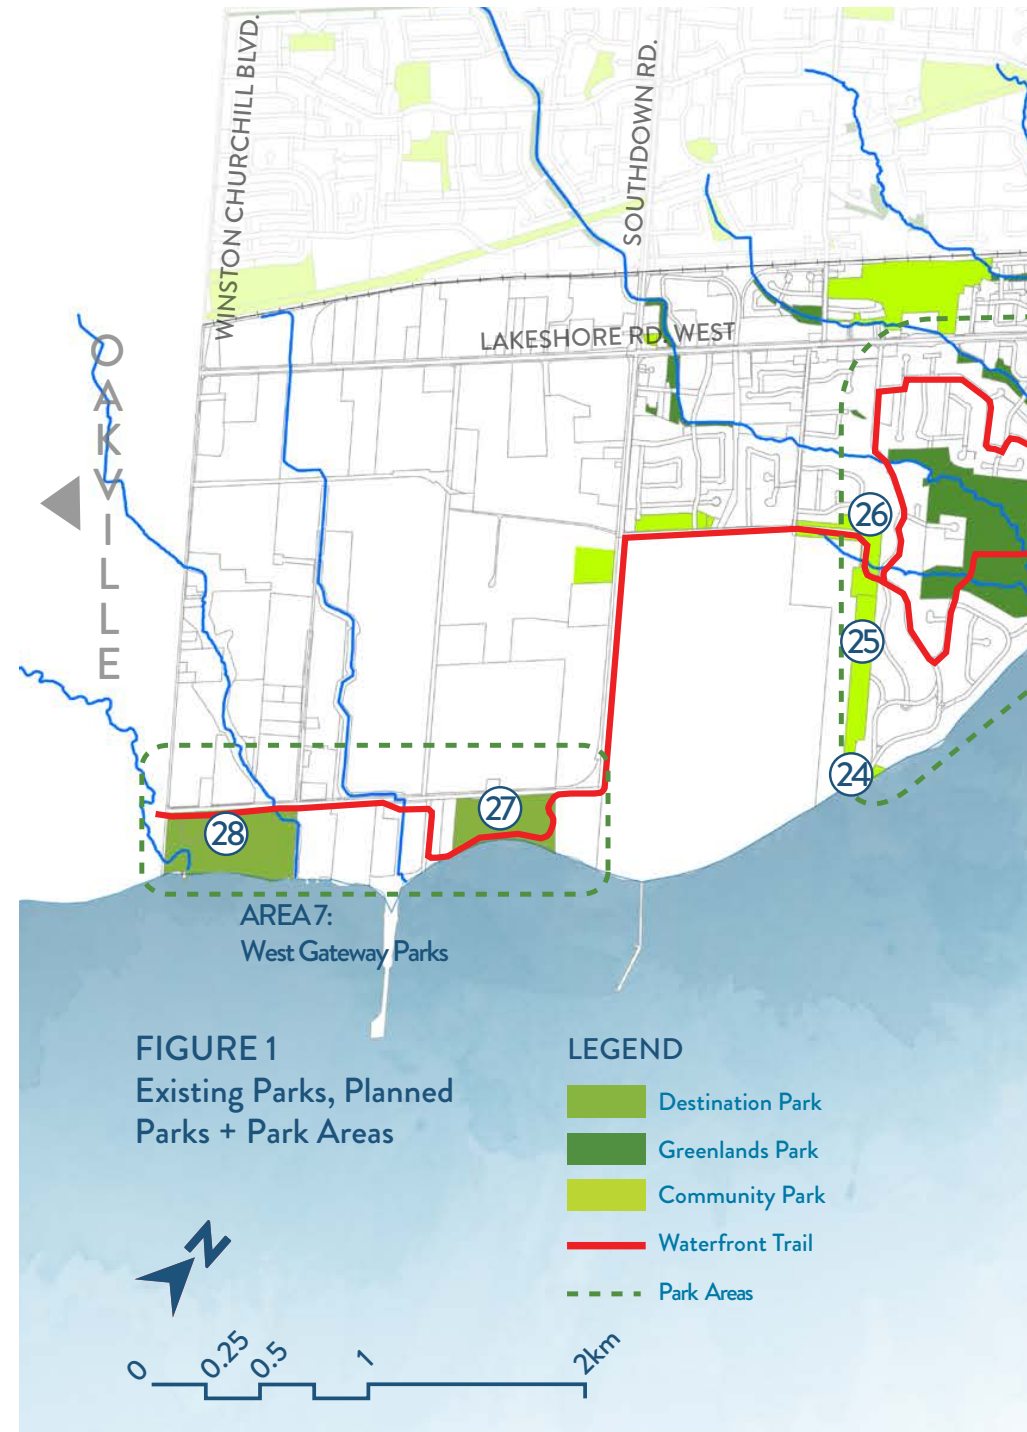 WINSTON CHURCHILL BLVD.
SOUTHDOWN RD.
LAKESHORE RD. WEST
OAKVILLE
26
25
24
27
28
AREA 7:
West Gateway Parks
FIGURE 1
Existing Parks, Planned
Parks + Park Areas
LEGEND
Destination Park
Greenlands Park
Community Park
Waterfront Trail
Park Areas
N
0
0.25
0.5
1
2km